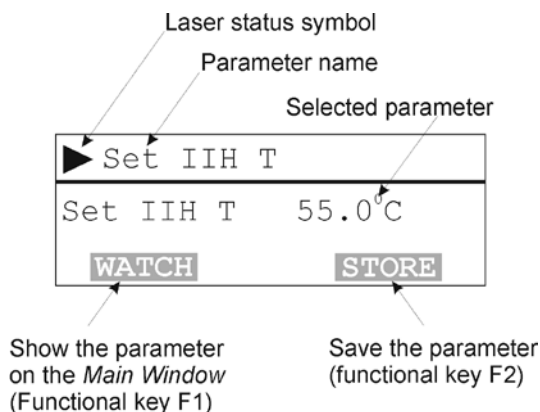 Laser status symbol
Parameter name
Selected parameter
Set IIH T
Set IIH T 55.0°C
WATCH STORE
Show the parameter
on the Main Window
(Functional key F1)
Save the parameter
(functional key F2)